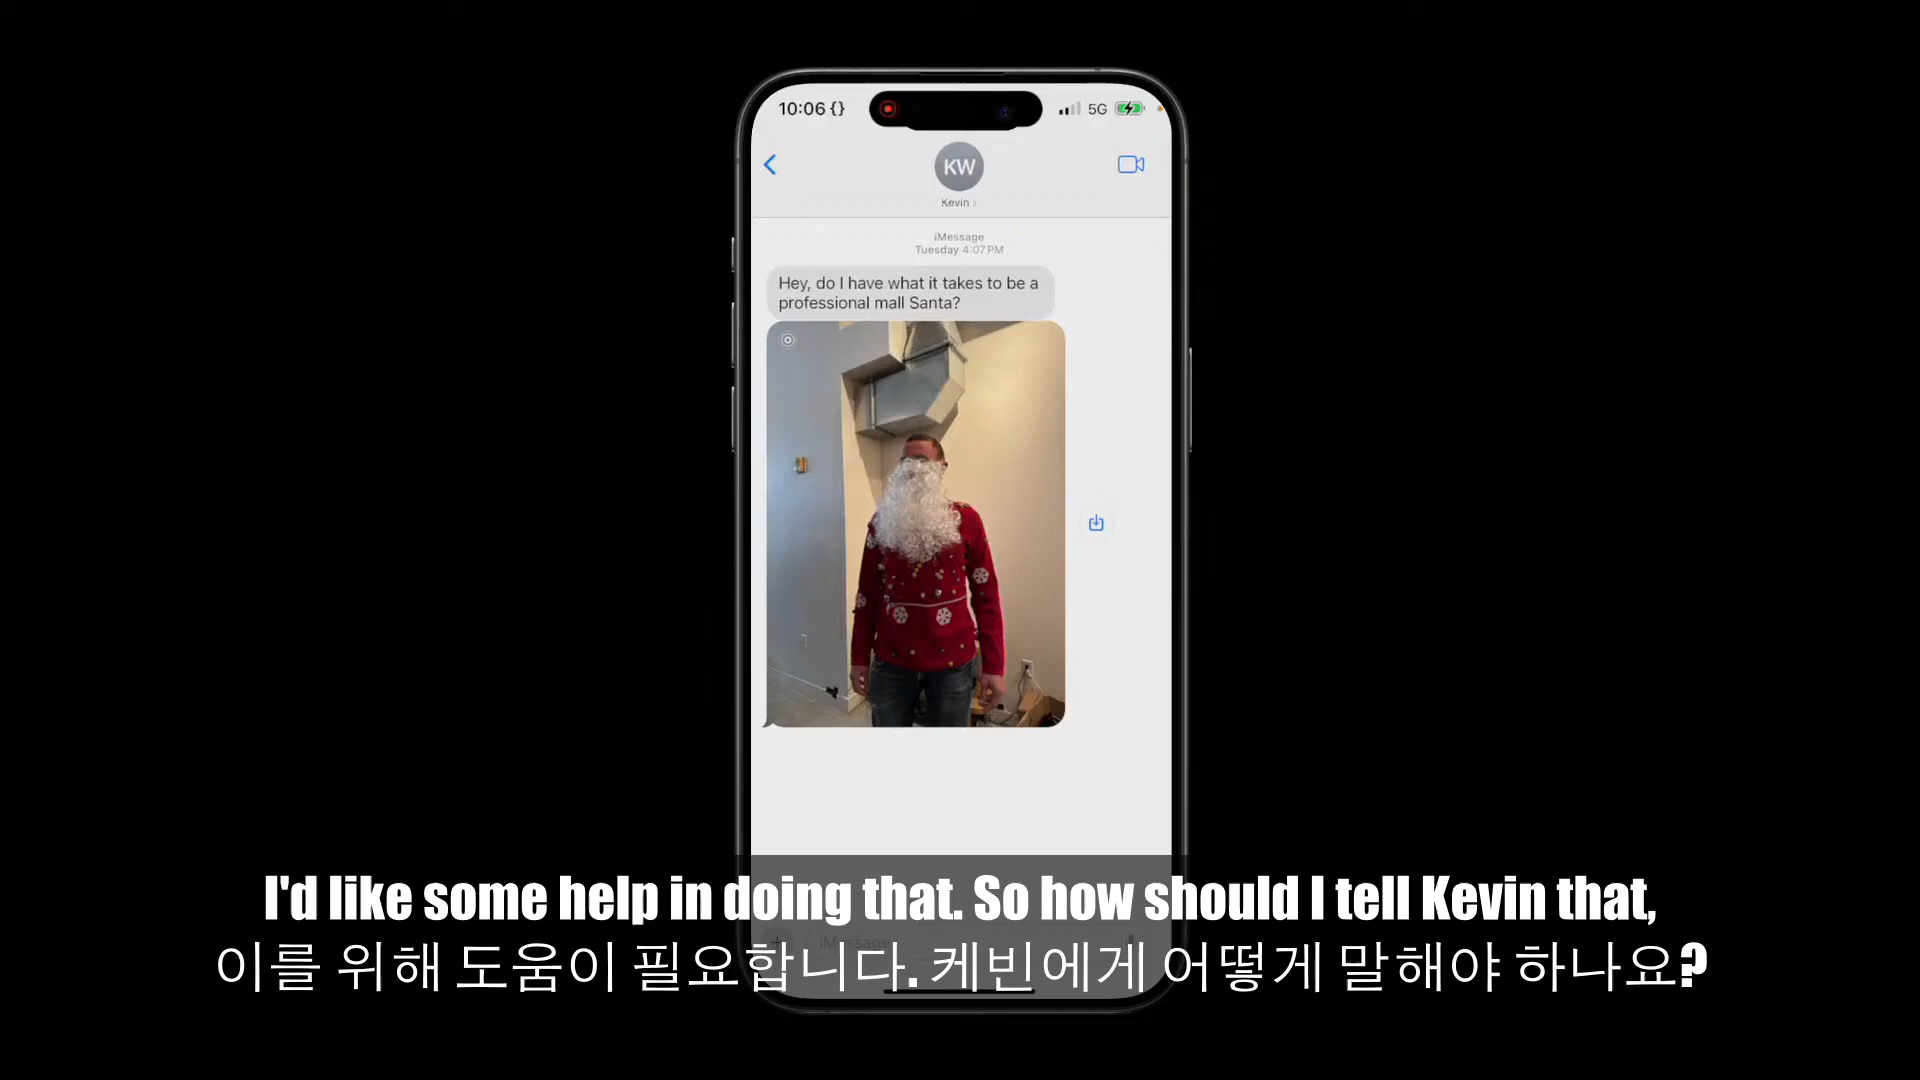 10:06 {}
5G
KW
Kevin
iMessage
Tuesday 4:07 PM
Hey, do I have what it takes to be a
professional mall Santa?
iMessage
I'd like some help in doing that. So how should I tell Kevin that,
이를 위해 도움이 필요합니다. 케빈에게 어떻게 말해야 하나요?